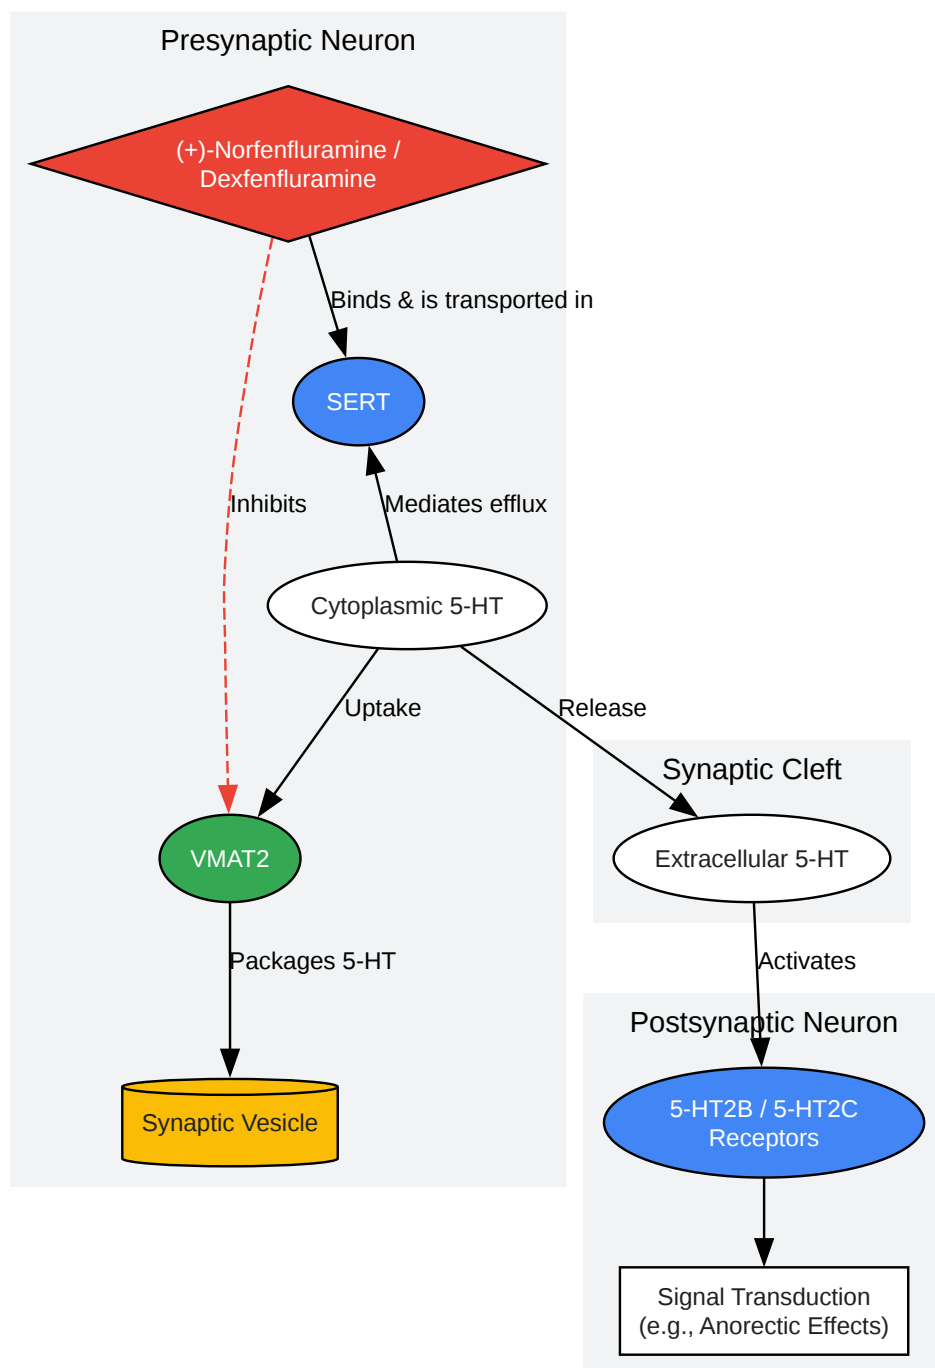 Presynaptic Neuron
(+)-Norfenfluramine /
Dexfenfluramine
Binds & is transported in
SERT
Inhibits
Mediates efflux
Cytoplasmic 5-HT
Uptake
Release
Synaptic Cleft
VMAT2
Extracellular 5-HT
Packages 5-HT
Activates
Postsynaptic Neuron
Synaptic Vesicle
5-HT2B / 5-HT2C
Receptors
Signal Transduction
(e.g., Anorectic Effects)